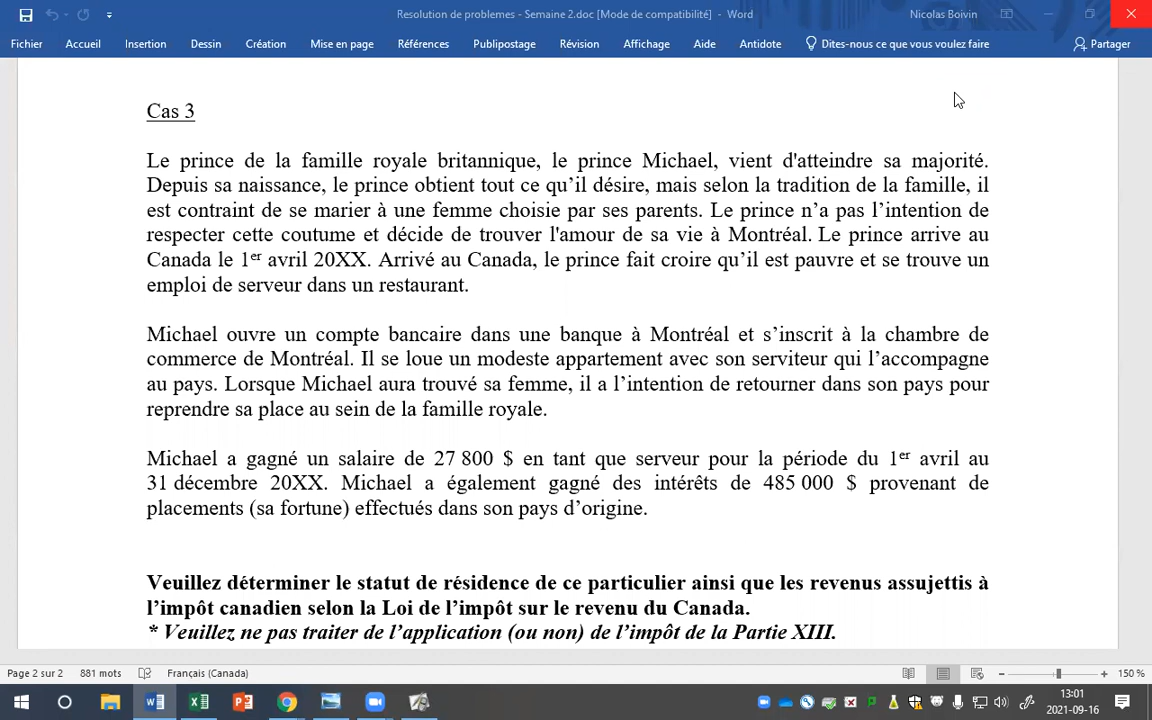 Resolution de problemes - Semaine 2.doc [Mode de compatibilité] - Word
Nicolas Boivin
Fichier Accueil Insertion Dessin Création Mise en page Références Publipostage Révision Affichage Aide Antidote Dites-nous ce que vous voulez faire Partager
Cas 3
Le prince de la famille royale britannique, le prince Michael, vient d'atteindre sa majorité.
Depuis sa naissance, le prince obtient tout ce qu’il désire, mais selon la tradition de la famille, il
est contraint de se marier à une femme choisie par ses parents. Le prince n’a pas l’intention de
respecter cette coutume et décide de trouver l'amour de sa vie à Montréal. Le prince arrive au
Canada le 1er avril 20XX. Arrivé au Canada, le prince fait croire qu’il est pauvre et se trouve un
emploi de serveur dans un restaurant.
Michael ouvre un compte bancaire dans une banque à Montréal et s’inscrit à la chambre de
commerce de Montréal. Il se loue un modeste appartement avec son serviteur qui l’accompagne
au pays. Lorsque Michael aura trouvé sa femme, il a l’intention de retourner dans son pays pour
reprendre sa place au sein de la famille royale.
Michael a gagné un salaire de 27 800 $ en tant que serveur pour la période du 1er avril au
31 décembre 20XX. Michael a également gagné des intérêts de 485 000 $ provenant de
placements (sa fortune) effectués dans son pays d’origine.
Veuillez déterminer le statut de résidence de ce particulier ainsi que les revenus assujettis à
l’impôt canadien selon la Loi de l’impôt sur le revenu du Canada.
* Veuillez ne pas traiter de l’application (ou non) de l’impôt de la Partie XIII.
Page 2 sur 2 881 mots Français (Canada) 150 %
13:01
2021-09-16